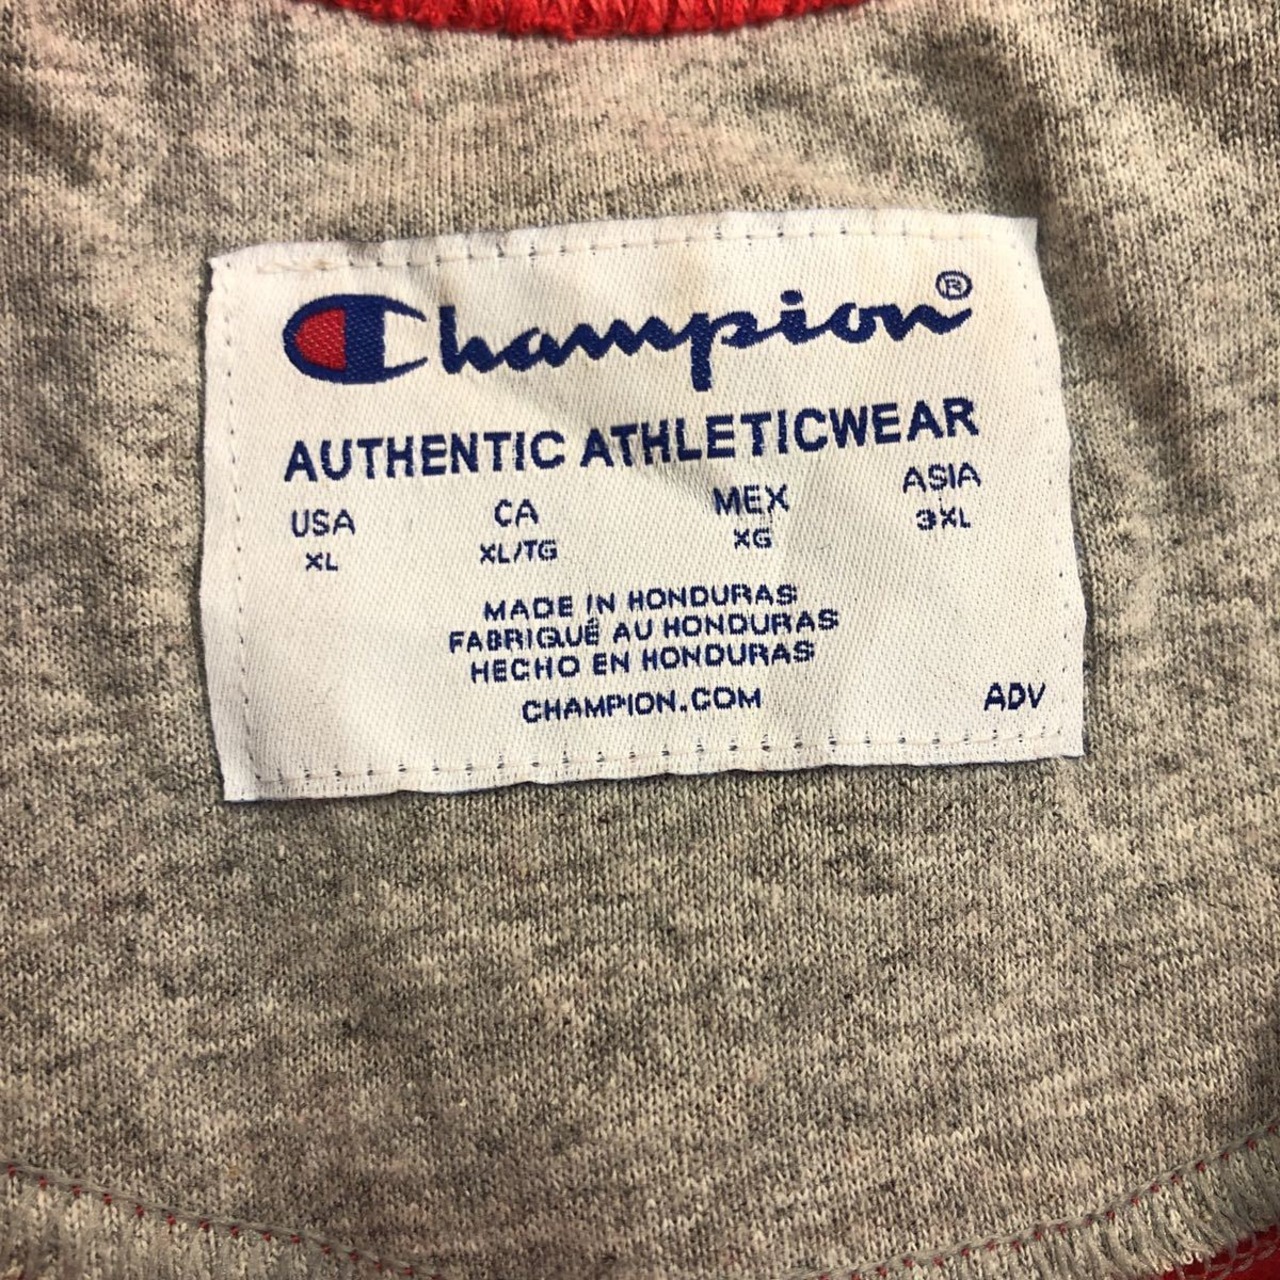 Champion®
AUTHENTIC ATHLETICWEAR
USA CA MEX ASIA
XL XL/TG XG 3XL
MADE IN HONDURAS
FABRIQUÉ AU HONDURAS
HECHO EN HONDURAS
CHAMPION.COM
ADV